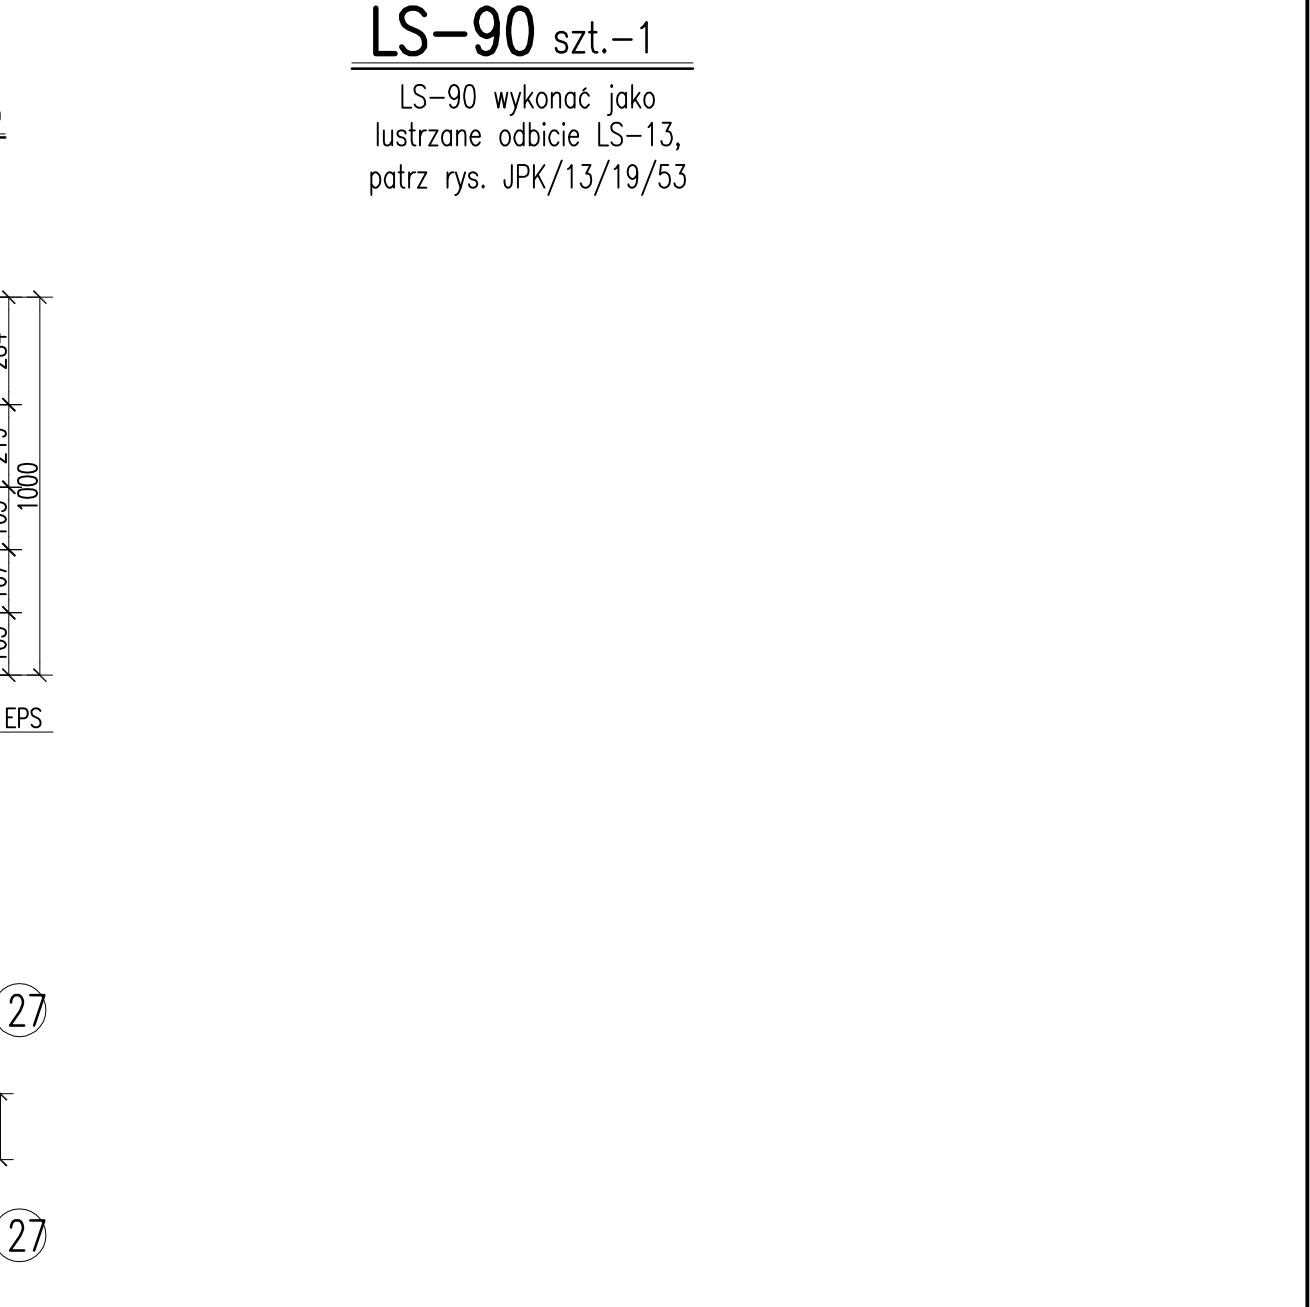 LS-90 szt.-1
LS-90 wykonać jako
lustrzane odbicie LS-13,
patrz rys. JPK/13/19/53
1000
EPS
27
27